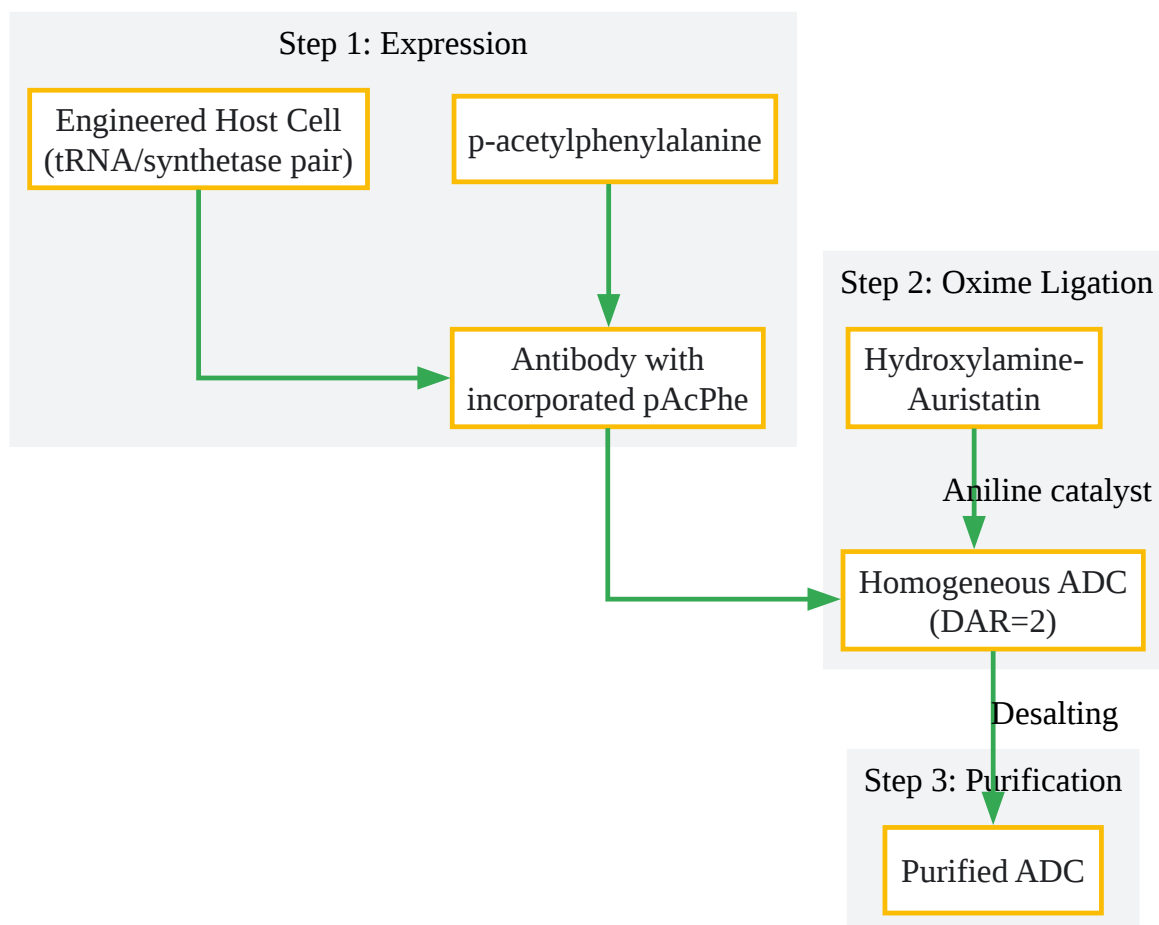 Step 1: Expression
Engineered Host Cell
(tRNA/synthetase pair)
p-acetylphenylalanine
Antibody with
incorporated pAcPhe
Step 2: Oxime Ligation
Hydroxylamine-
Auristatin
Aniline catalyst
Homogeneous ADC
(DAR=2)
Desalting
Step 3: Purification
Purified ADC